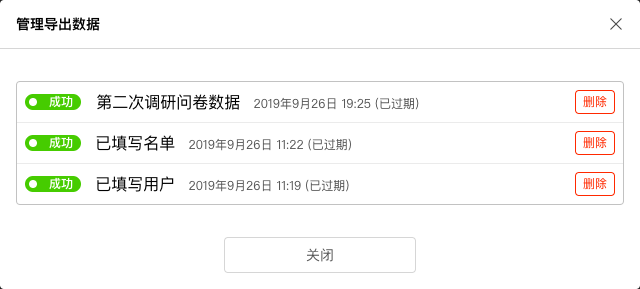 管理导出数据
成功 第二次调研问卷数据 2019年9月26日 19:25 (已过期) 删除
成功 已填写名单 2019年9月26日 11:22 (已过期) 删除
成功 已填写用户 2019年9月26日 11:19 (已过期) 删除
关闭